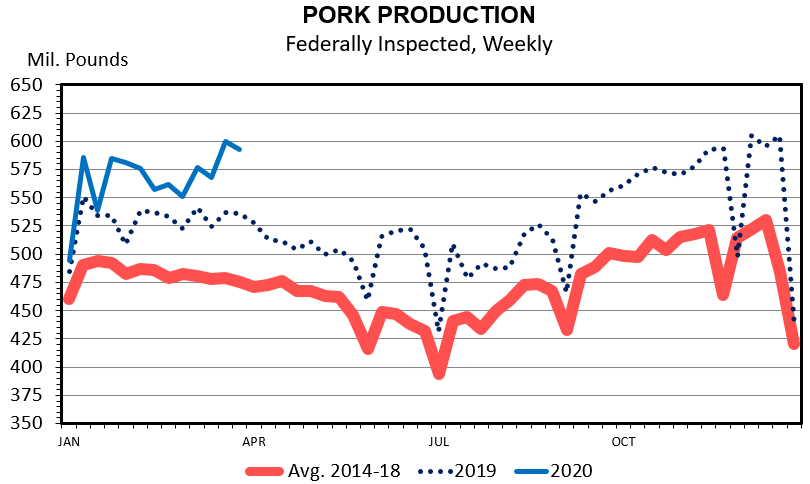 PORK PRODUCTION
Federally Inspected, Weekly
Mil. Pounds
650
625
600
575
550
525
500
475
450
425
400
375
350
JAN APR JUL OCT
Avg. 2014-18 2019 2020